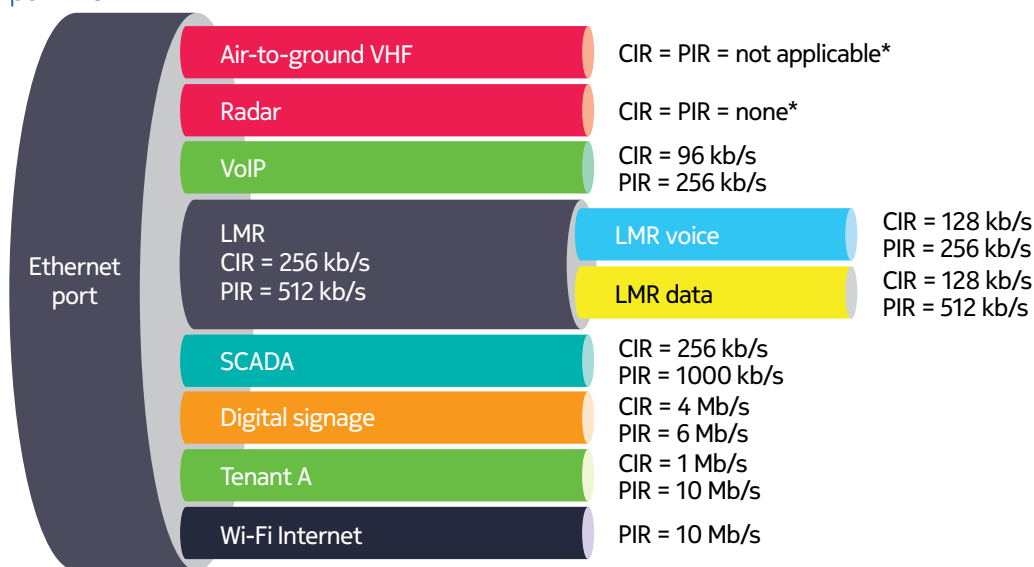 Ethernet
port
Air-to-ground VHF
CIR = PIR = not applicable*
Radar
CIR = PIR = none*
VoIP
CIR = 96 kb/s
PIR = 256 kb/s
LMR
CIR = 256 kb/s
PIR = 512 kb/s
LMR voice
CIR = 128 kb/s
PIR = 256 kb/s
LMR data
CIR = 128 kb/s
PIR = 512 kb/s
SCADA
CIR = 256 kb/s
PIR = 1000 kb/s
Digital signage
CIR = 4 Mb/s
PIR = 6 Mb/s
Tenant A
CIR = 1 Mb/s
PIR = 10 Mb/s
Wi-Fi Internet
PIR = 10 Mb/s